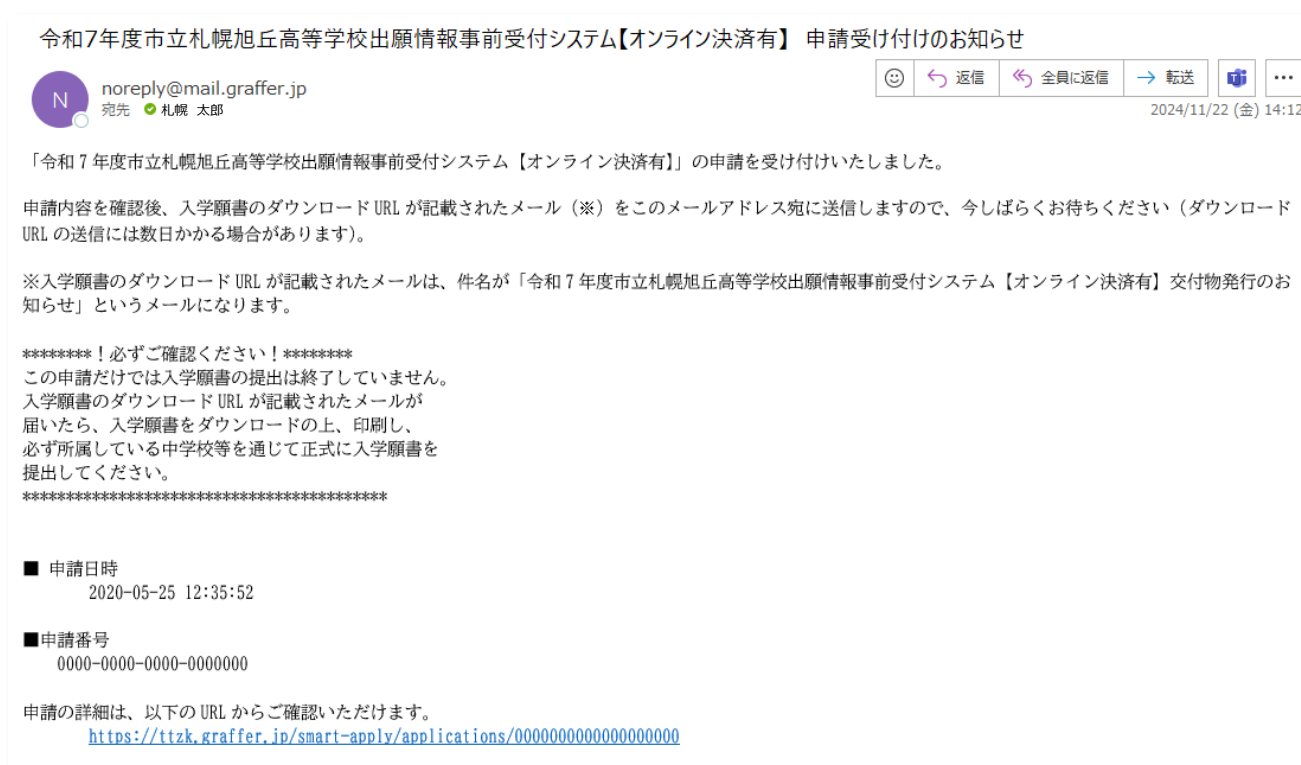 令和7年度市立札幌旭丘高等学校出願情報事前受付システム【オンライン決済有】 申請受け付けのお知らせ
N
noreply@mail.graffer.jp
宛先 札幌 太郎
返信 全員に返信 転送 …
2024/11/22 (金) 14:12
「令和7年度市立札幌旭丘高等学校出願情報事前受付システム【オンライン決済有】」の申請を受け付けいたしました。
申請内容を確認後、入学願書のダウンロード URL が記載されたメール（※）をこのメールアドレス宛に送信しますので、今しばらくお待ちください（ダウンロード
URL の送信には数日かかる場合があります）。
※入学願書のダウンロード URL が記載されたメールは、件名が「令和7年度市立札幌旭丘高等学校出願情報事前受付システム【オンライン決済有】交付物発行のお
知らせ」というメールになります。
********！必ずご確認ください！********
この申請だけでは入学願書の提出は終了していません。
入学願書のダウンロード URL が記載されたメールが
届いたら、入学願書をダウンロードの上、印刷し、
必ず所属している中学校等を通じて正式に入学願書を
提出してください。
******************************************
■ 申請日時
2020-05-25 12:35:52
■申請番号
0000-0000-0000-0000000
申請の詳細は、以下の URL からご確認いただけます。
https://ttzk.graffer.jp/smart-apply/applications/0000000000000000000